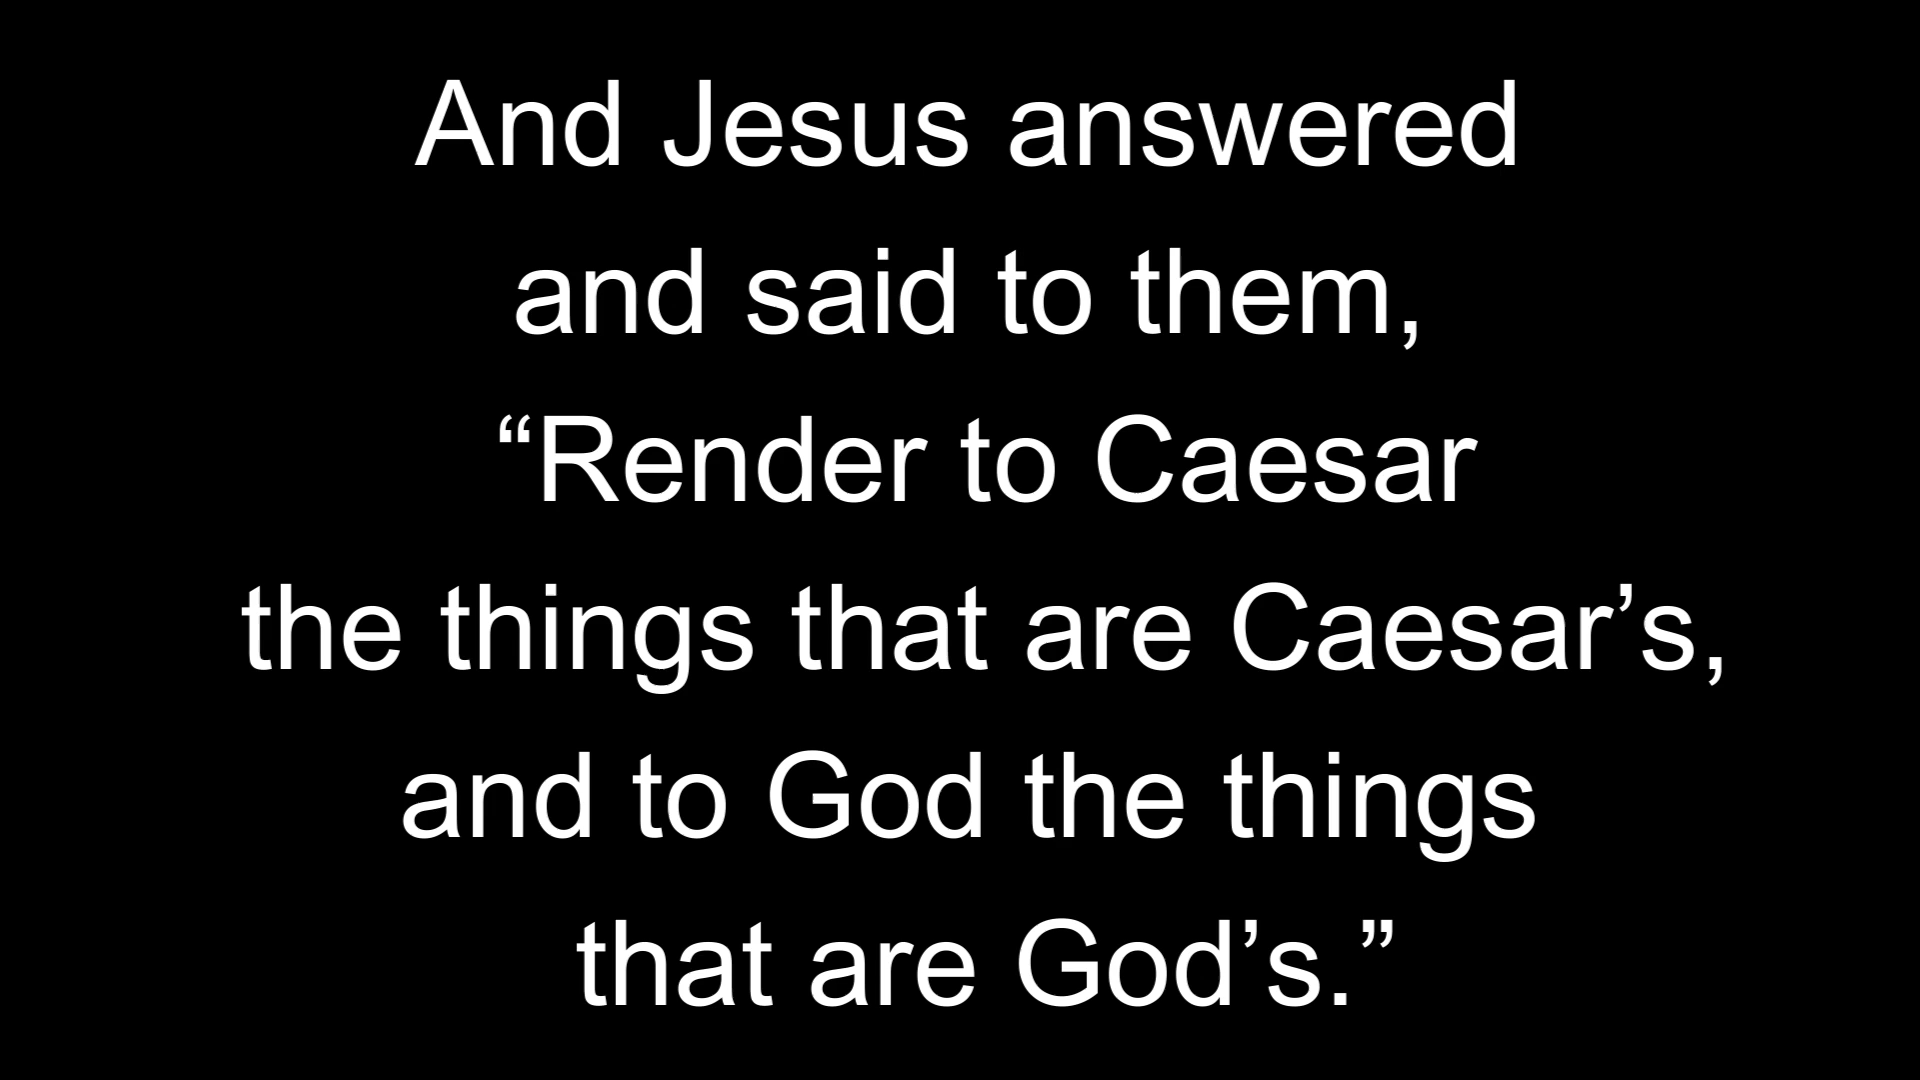 And Jesus answered
and said to them,
“Render to Caesar
the things that are Caesar’s,
and to God the things
that are God’s.”